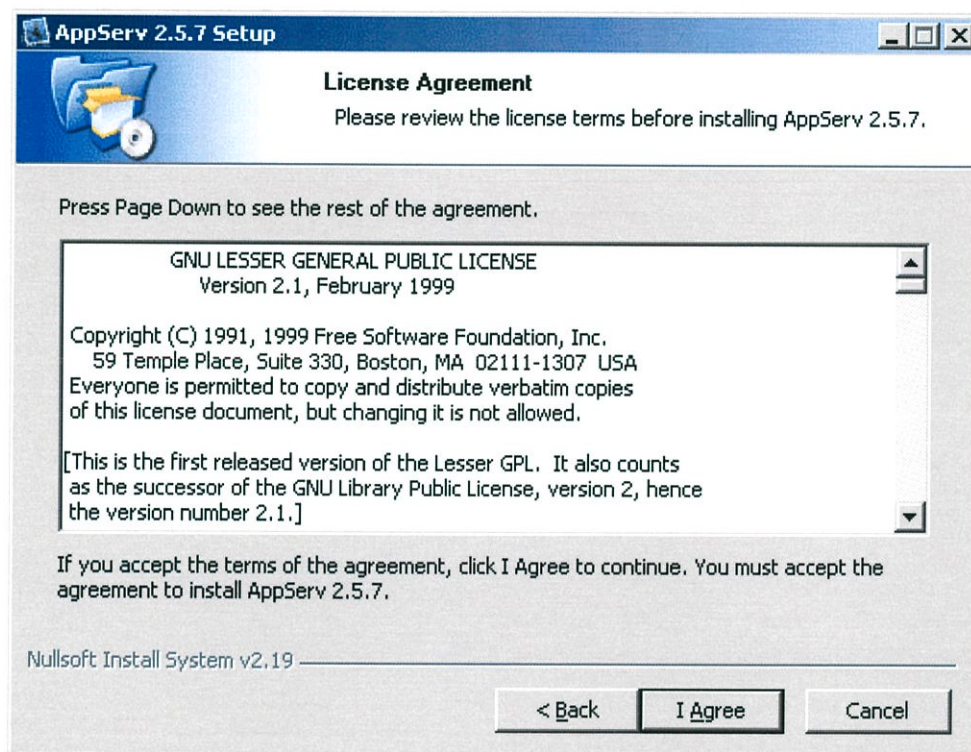 AppServ 2.5.7 Setup
License Agreement
Please review the license terms before installing AppServ 2.5.7.
Press Page Down to see the rest of the agreement.
GNU LESSER GENERAL PUBLIC LICENSE
Version 2.1, February 1999
Copyright (C) 1991, 1999 Free Software Foundation, Inc.
59 Temple Place, Suite 330, Boston, MA 02111-1307 USA
Everyone is permitted to copy and distribute verbatim copies
of this license document, but changing it is not allowed.
[This is the first released version of the Lesser GPL. It also counts
as the successor of the GNU Library Public License, version 2, hence
the version number 2.1.]
If you accept the terms of the agreement, click I Agree to continue. You must accept the
agreement to install AppServ 2.5.7.
Nullsoft Install System v2.19
< Back
I Agree
Cancel